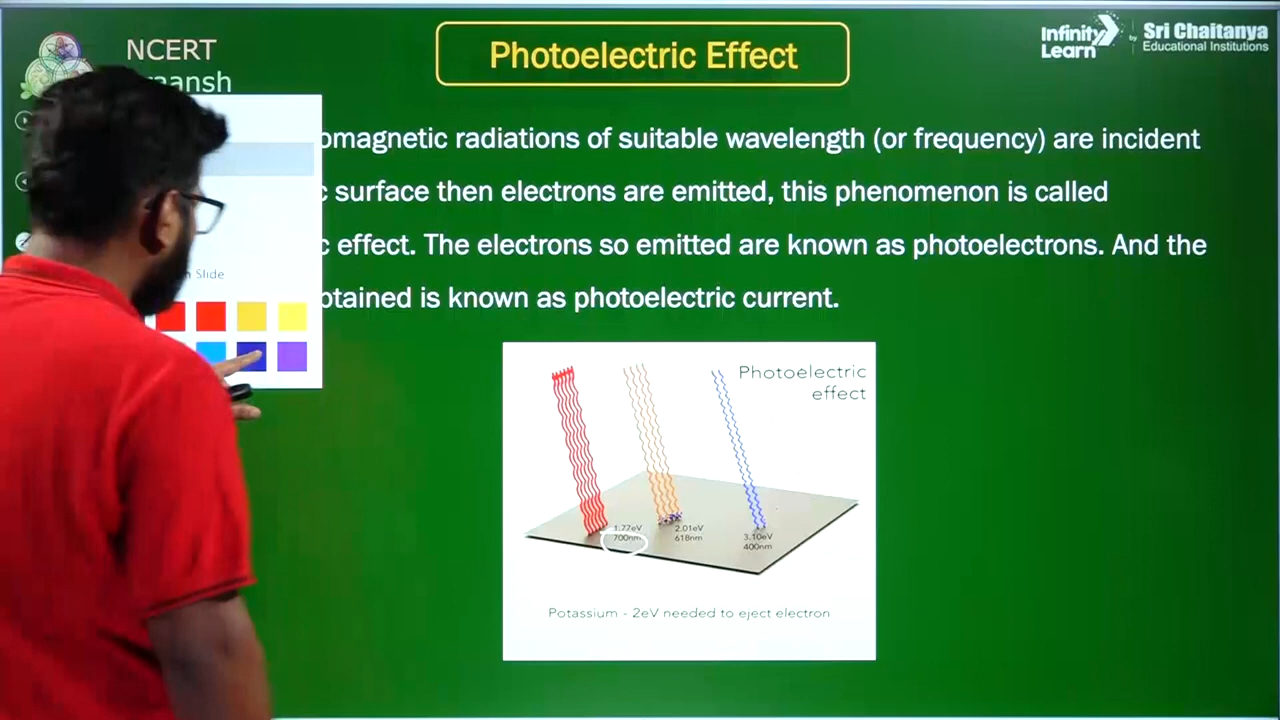 NCERT
Photoelectric Effect
Infinity Learn by Sri Chaitanya Educational Institutions
omagnetic radiations of suitable wavelength (or frequency) are incident
surface then electrons are emitted, this phenomenon is called
effect. The electrons so emitted are known as photoelectrons. And the
is known as photoelectric current.
Slide
Photoelectric
effect
1.77eV 2.01eV 3.10eV
700nm 618nm 400nm
Potassium - 2eV needed to eject electron